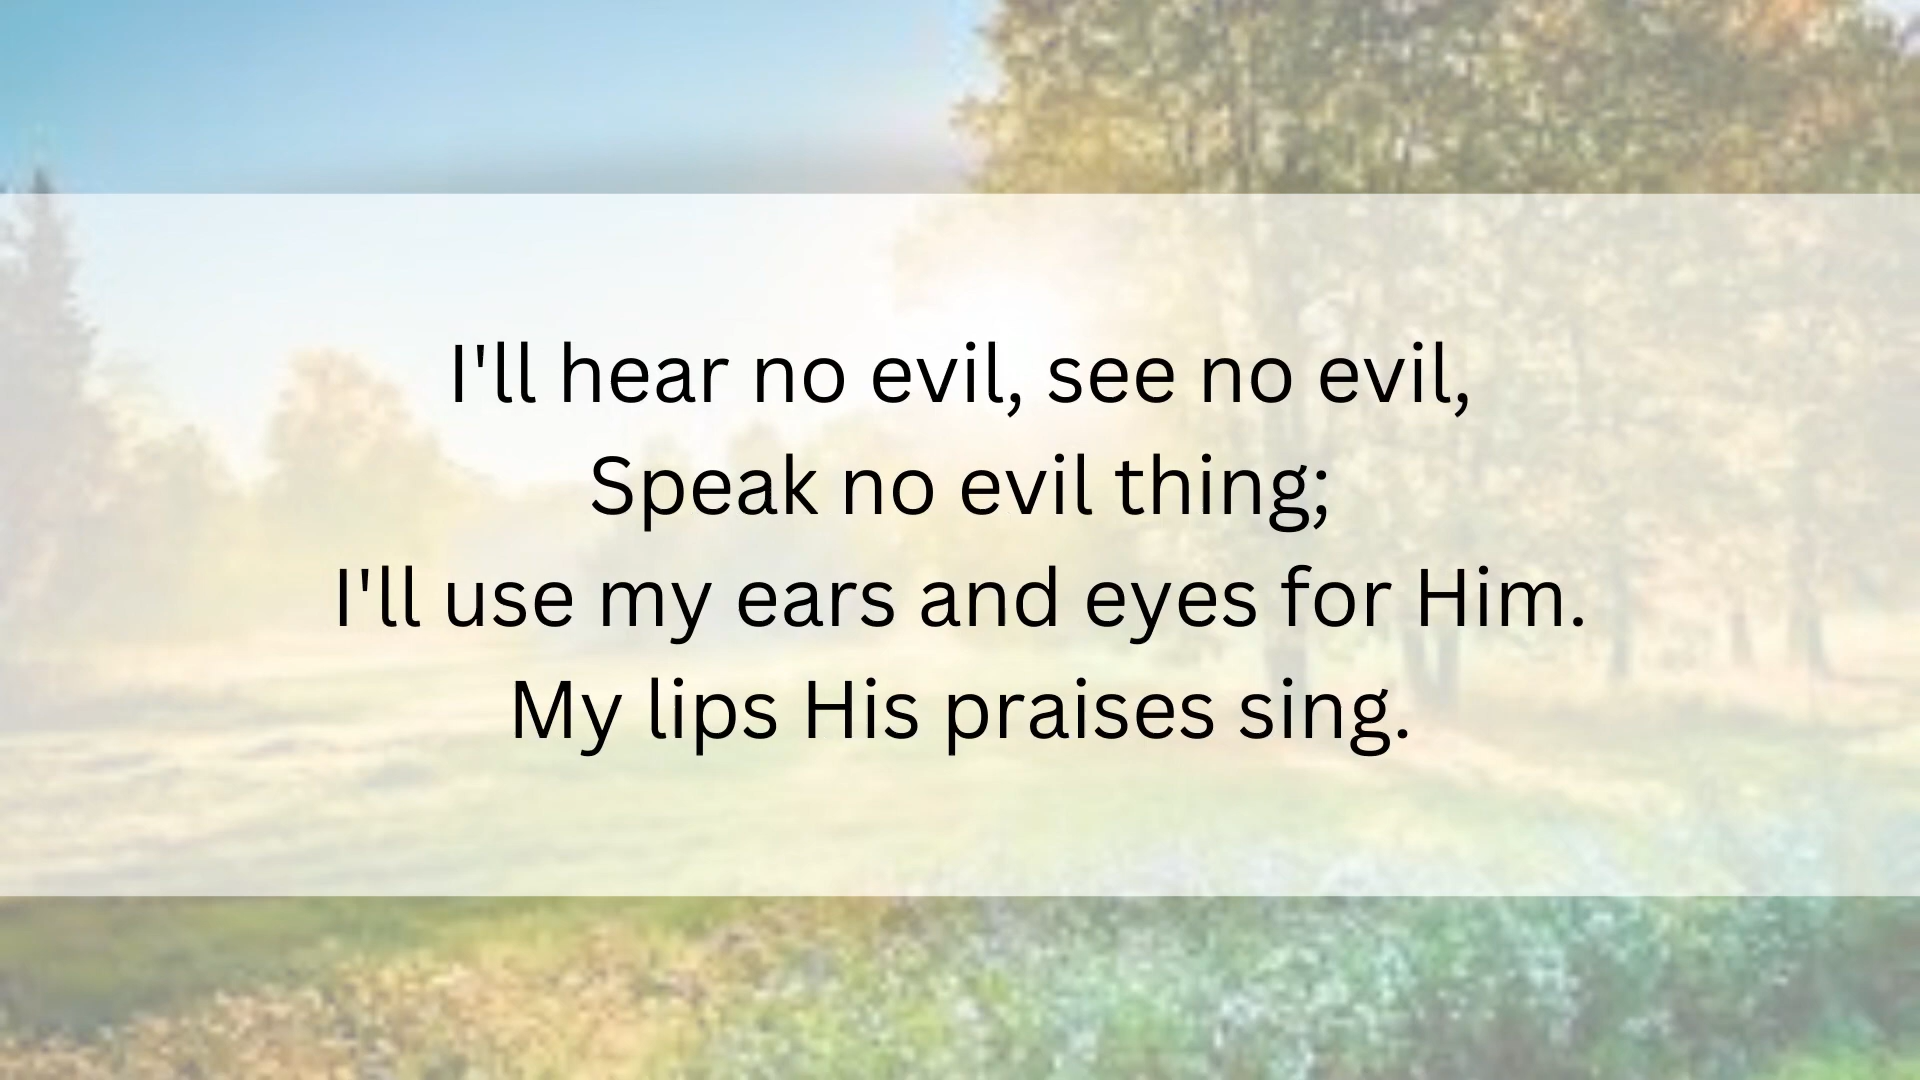 I'll hear no evil, see no evil,
Speak no evil thing;
I'll use my ears and eyes for Him.
My lips His praises sing.